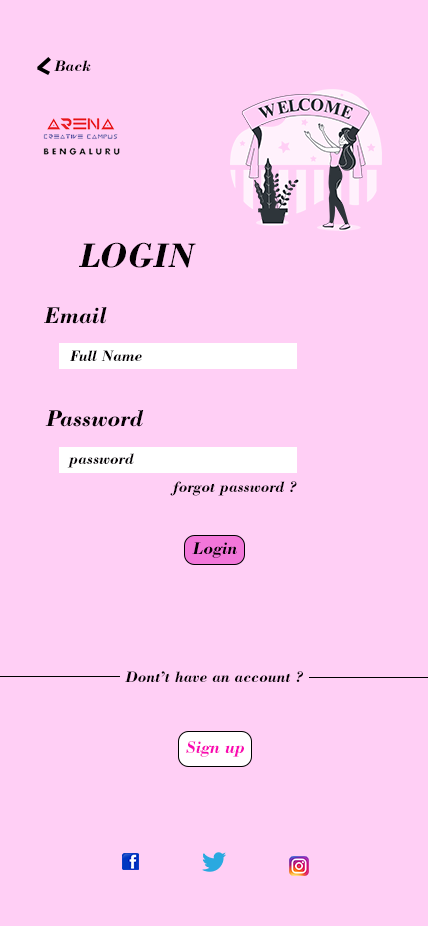 Back
ARENA
CREATIVE CAMPUS
BENGALURU
WELCOME
LOGIN
Email
Full Name
Password
password
forgot password ?
Login
Dont't have an account ?
Sign up